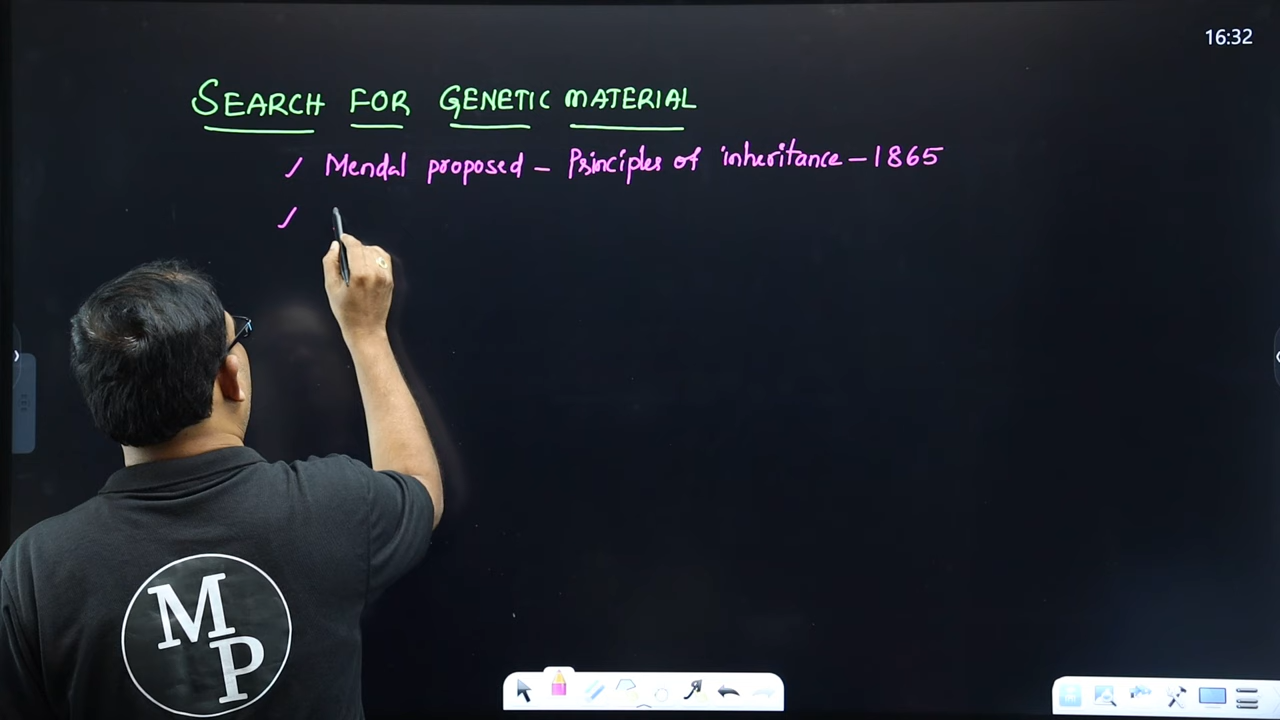 16:32
SEARCH FOR GENETIC MATERIAL
✓ Mendal proposed – Principles of inheritance – 1865
✓
MP